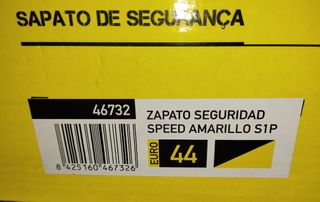 SAPATO DE SEGURANÇA
46732
ZAPATO SEGURIDAD
SPEED AMARILLO S1P
EURO 44
8 425160 467326